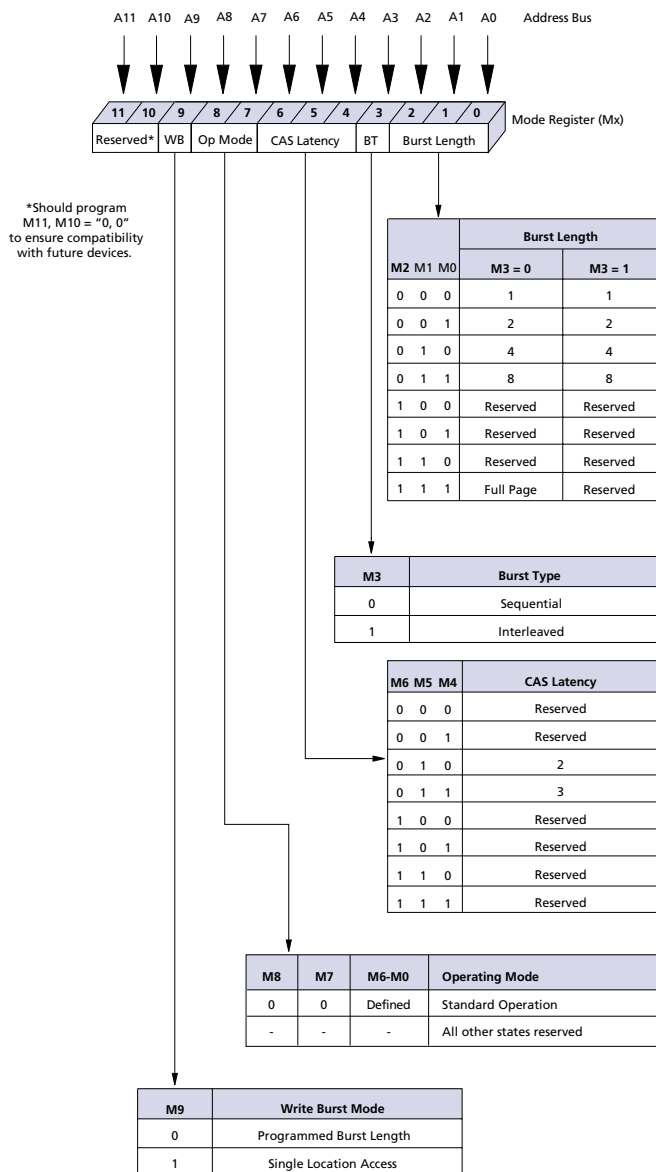 A11 A10 A9 A8 A7 A6 A5 A4 A3 A2 A1 A0 Address Bus
11 10 9 8 7 6 5 4 3 2 1 0
Mode Register (Mx)
Reserved* WB Op Mode CAS Latency BT Burst Length
*Should program
M11, M10 = “0, 0”
to ensure compatibility
with future devices.
Burst Length
M2 M1 M0 M3 = 0 M3 = 1
0 0 0 1 1
0 0 1 2 2
0 1 0 4 4
0 1 1 8 8
1 0 0 Reserved Reserved
1 0 1 Reserved Reserved
1 1 0 Reserved Reserved
1 1 1 Full Page Reserved
M3 Burst Type
0 Sequential
1 Interleaved
M6 M5 M4 CAS Latency
0 0 0 Reserved
0 0 1 Reserved
0 1 0 2
0 1 1 3
1 0 0 Reserved
1 0 1 Reserved
1 1 0 Reserved
1 1 1 Reserved
M8 M7 M6-M0 Operating Mode
0 0 Defined Standard Operation
- - - All other states reserved
M9 Write Burst Mode
0 Programmed Burst Length
1 Single Location Access